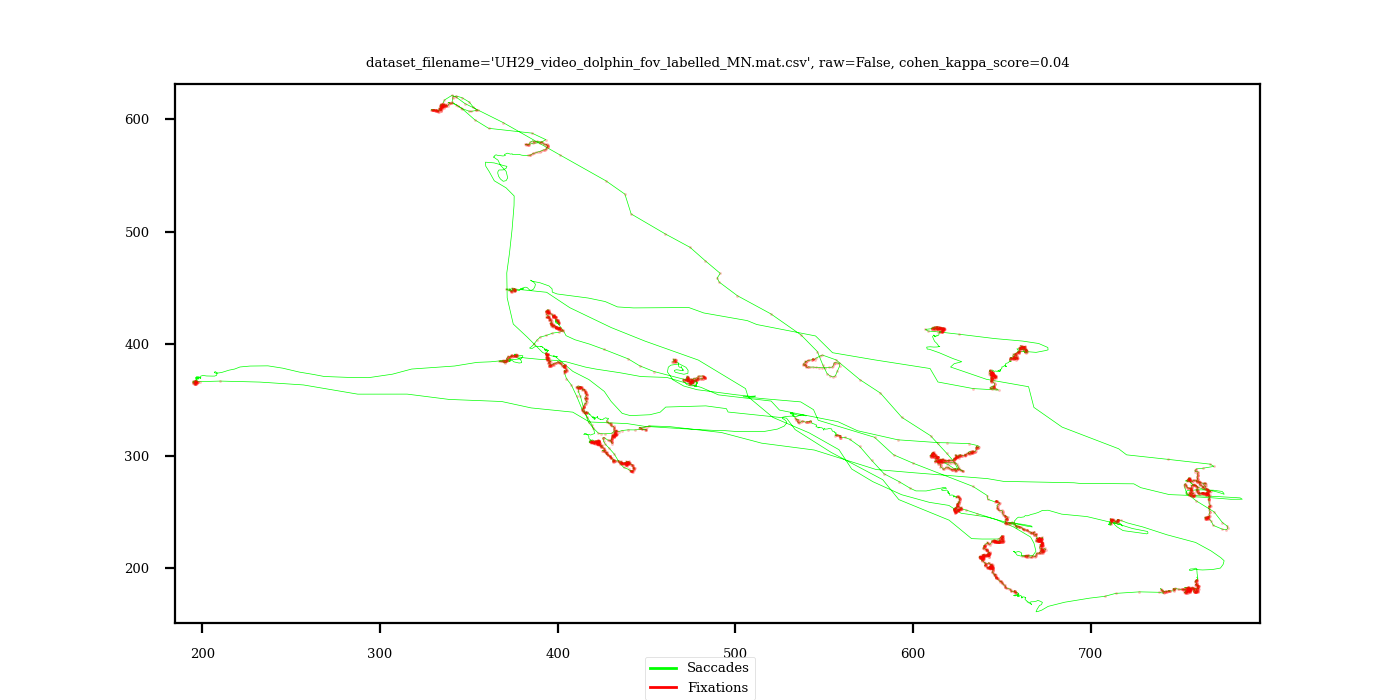 dataset_filename='UH29_video_dolphin_fov_labelled_MN.mat.csv', raw=False, cohen_kappa_score=0.04
600
500
400
300
200
200 300 400 500 600 700
Saccades
Fixations